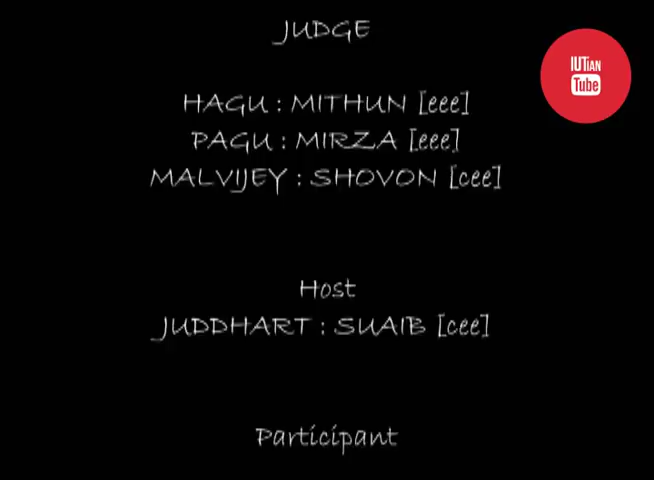 JUDGE
IUTian
Tube
HAGU : MITHUN [eee]
PAGU : MIRZA [eee]
MALVIJEY : SHOVON [cee]
Host
JUDDHART : SUAIB [cee]
Participant